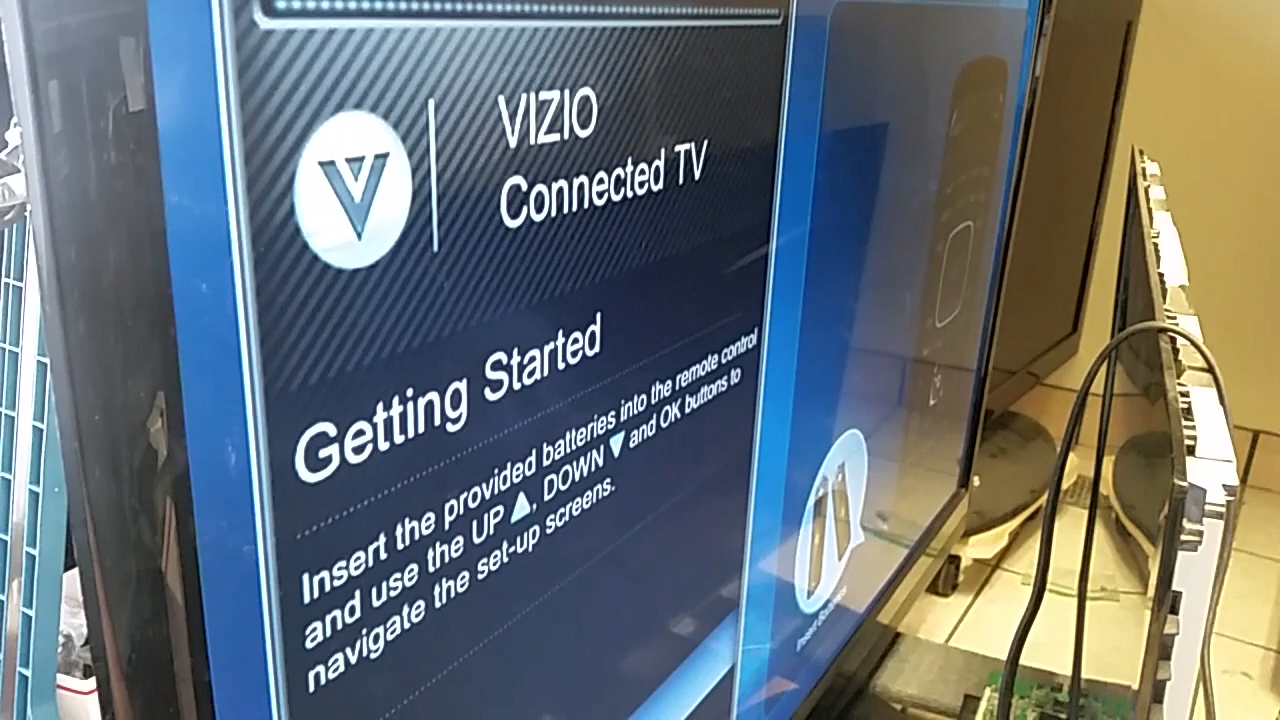 VIZIO
Connected TV
Getting Started
Insert the provided batteries into the remote control
and use the UP ▲, DOWN ▼ and OK buttons to
navigate the set-up screens.